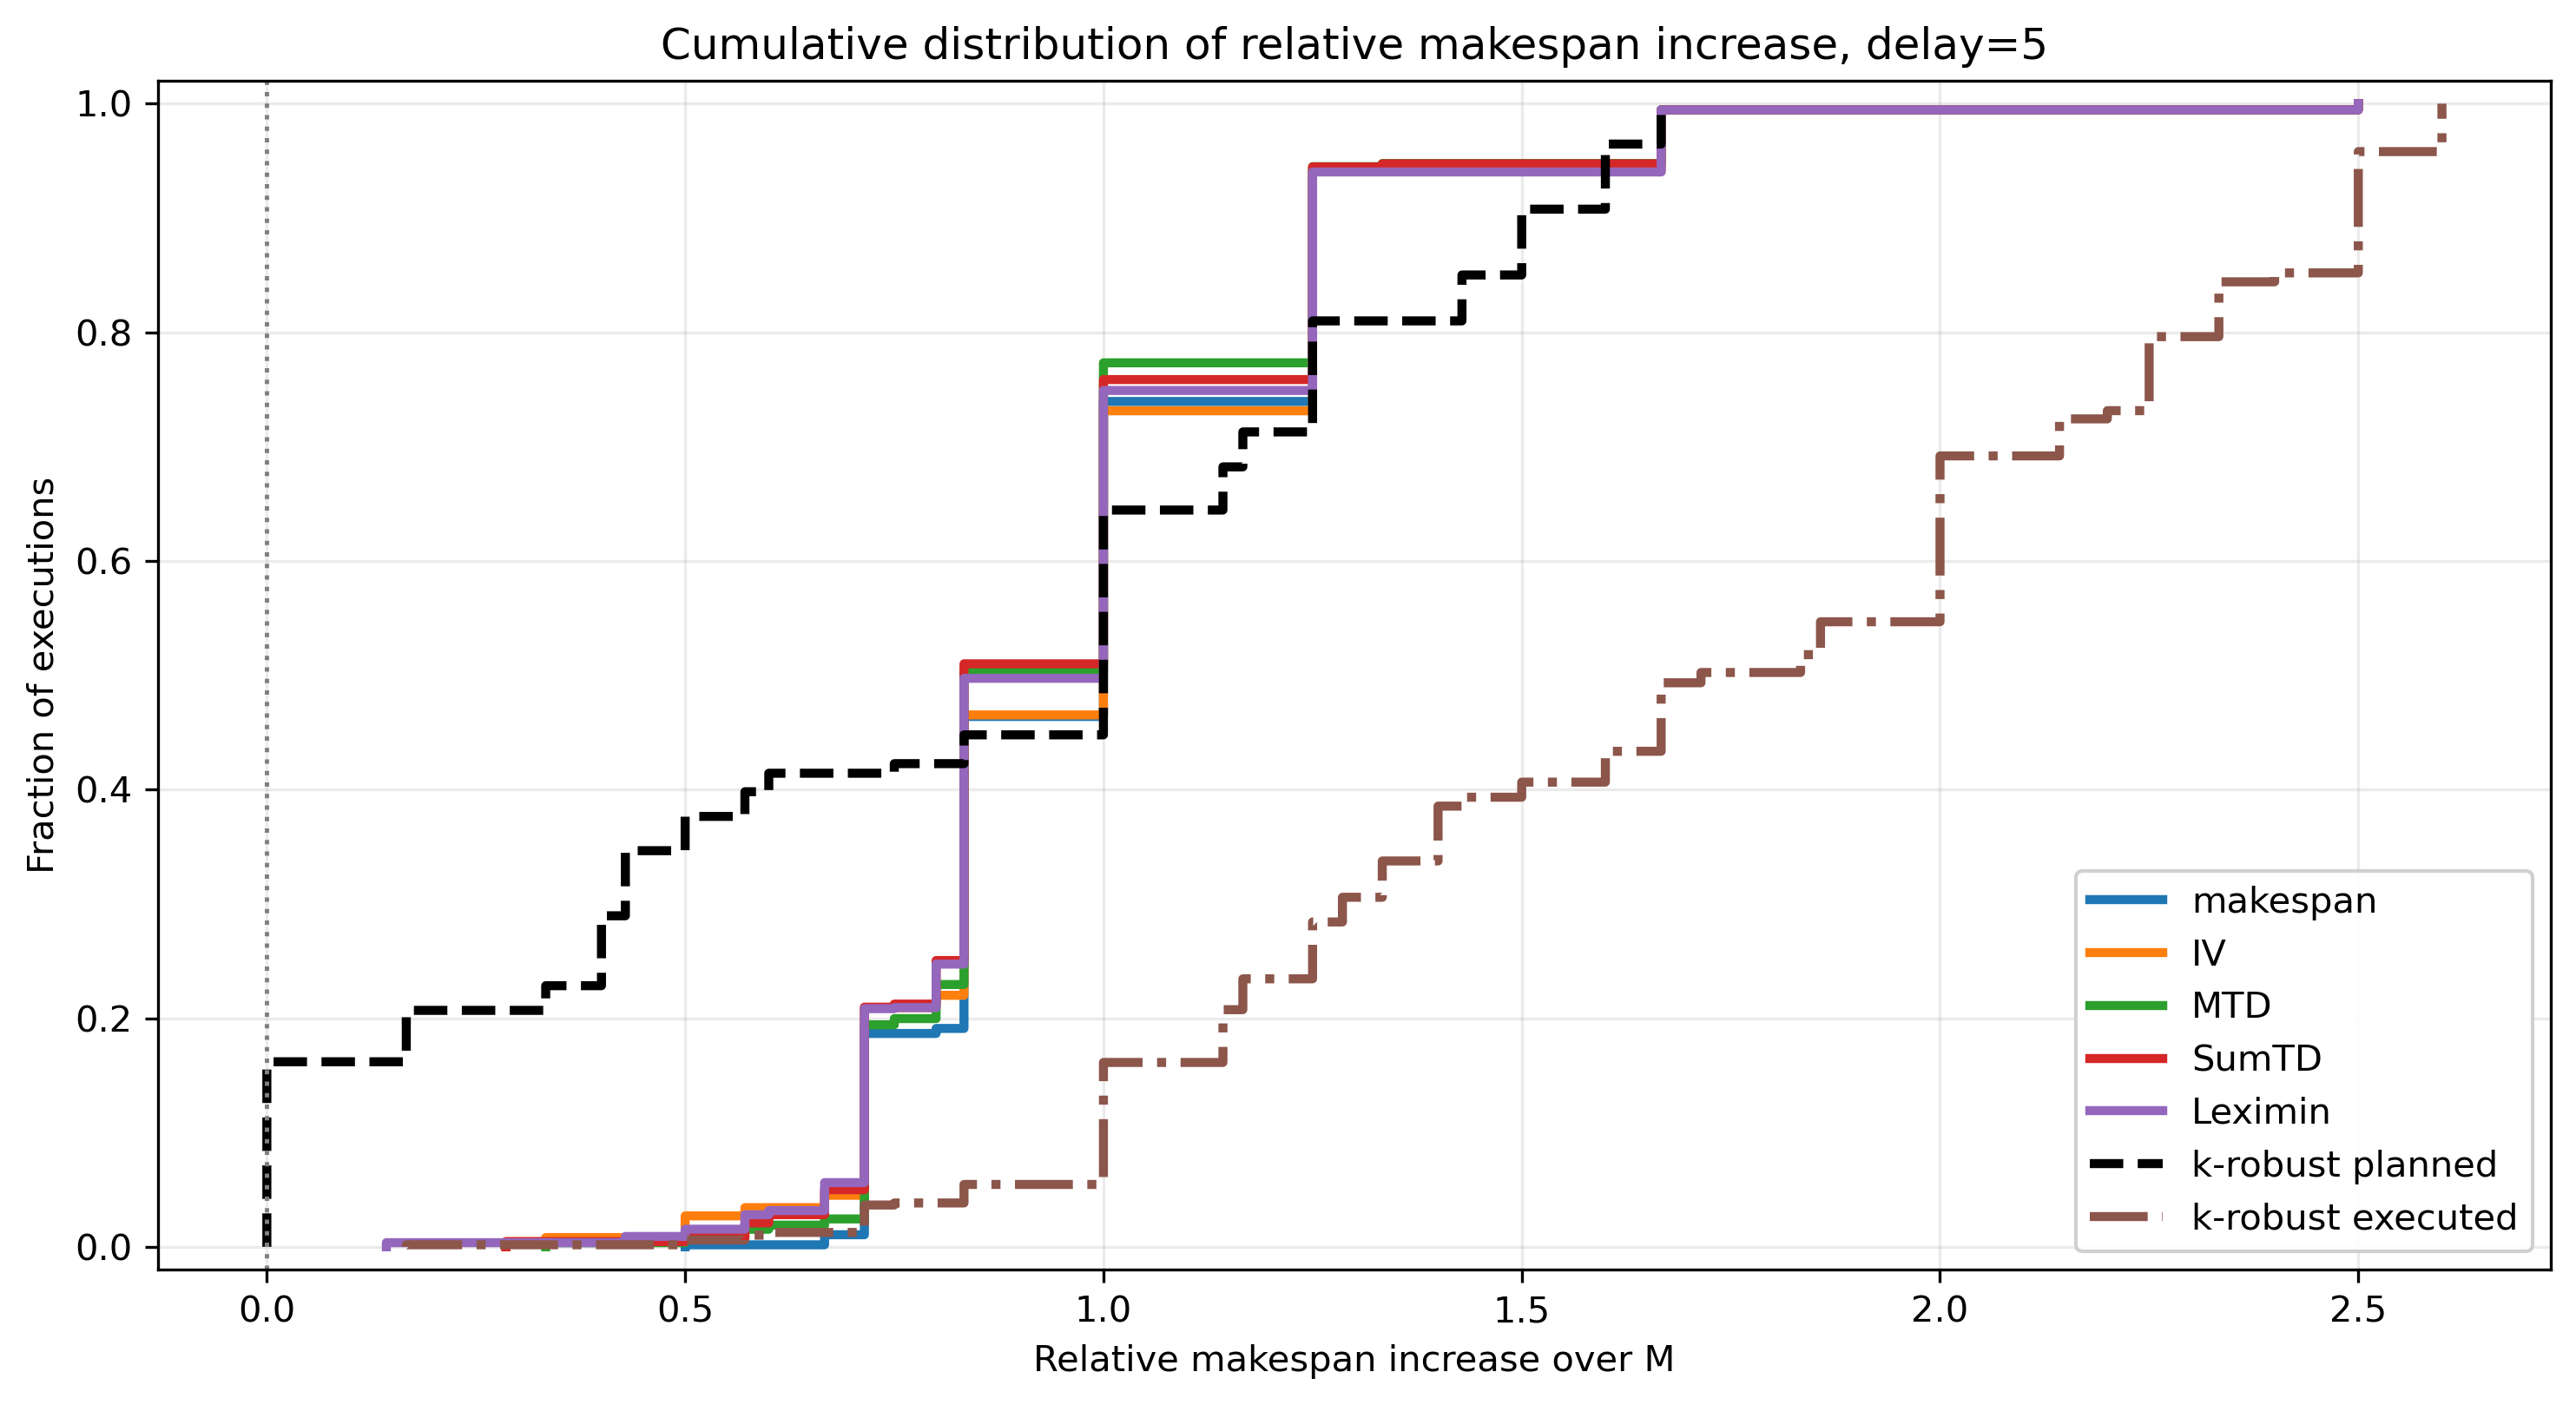 Cumulative distribution of relative makespan increase, delay=5
Fraction of executions
1.0
0.8
0.6
0.4
0.2
0.0
makespan
IV
MTD
SumTD
Leximin
k-robust planned
k-robust executed
0.0 0.5 1.0 1.5 2.0 2.5
Relative makespan increase over M